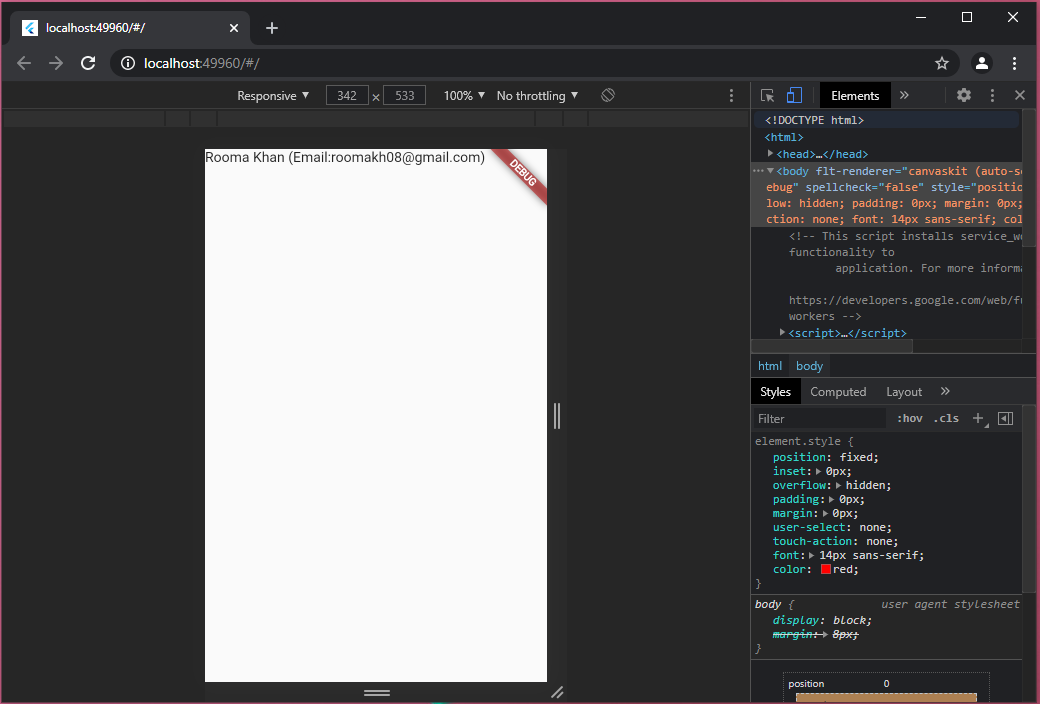 localhost:49960/#/
localhost:49960/#/
Responsive 342 × 533 100% No throttling
Elements »
Rooma Khan (Email:roomakh08@gmail.com)
DEBUG
<!DOCTYPE html>
<html>
<head>…</head>
<body flt-renderer="canvaskit (auto-se
ebug" spellcheck="false" style="positio
low: hidden; padding: 0px; margin: 0px;
ction: none; font: 14px sans-serif; col
<!-- This script installs service_wo
functionality to
application. For more informa
https://developers.google.com/web/fu
workers -->
<script>…</script>
html body
Styles Computed Layout »
Filter :hov .cls +
element.style {
position: fixed;
inset: 0px;
overflow: hidden;
padding: 0px;
margin: 0px;
user-select: none;
touch-action: none;
font: 14px sans-serif;
color: red;
}
body { user agent stylesheet
display: block;
margin: 8px;
}
position 0